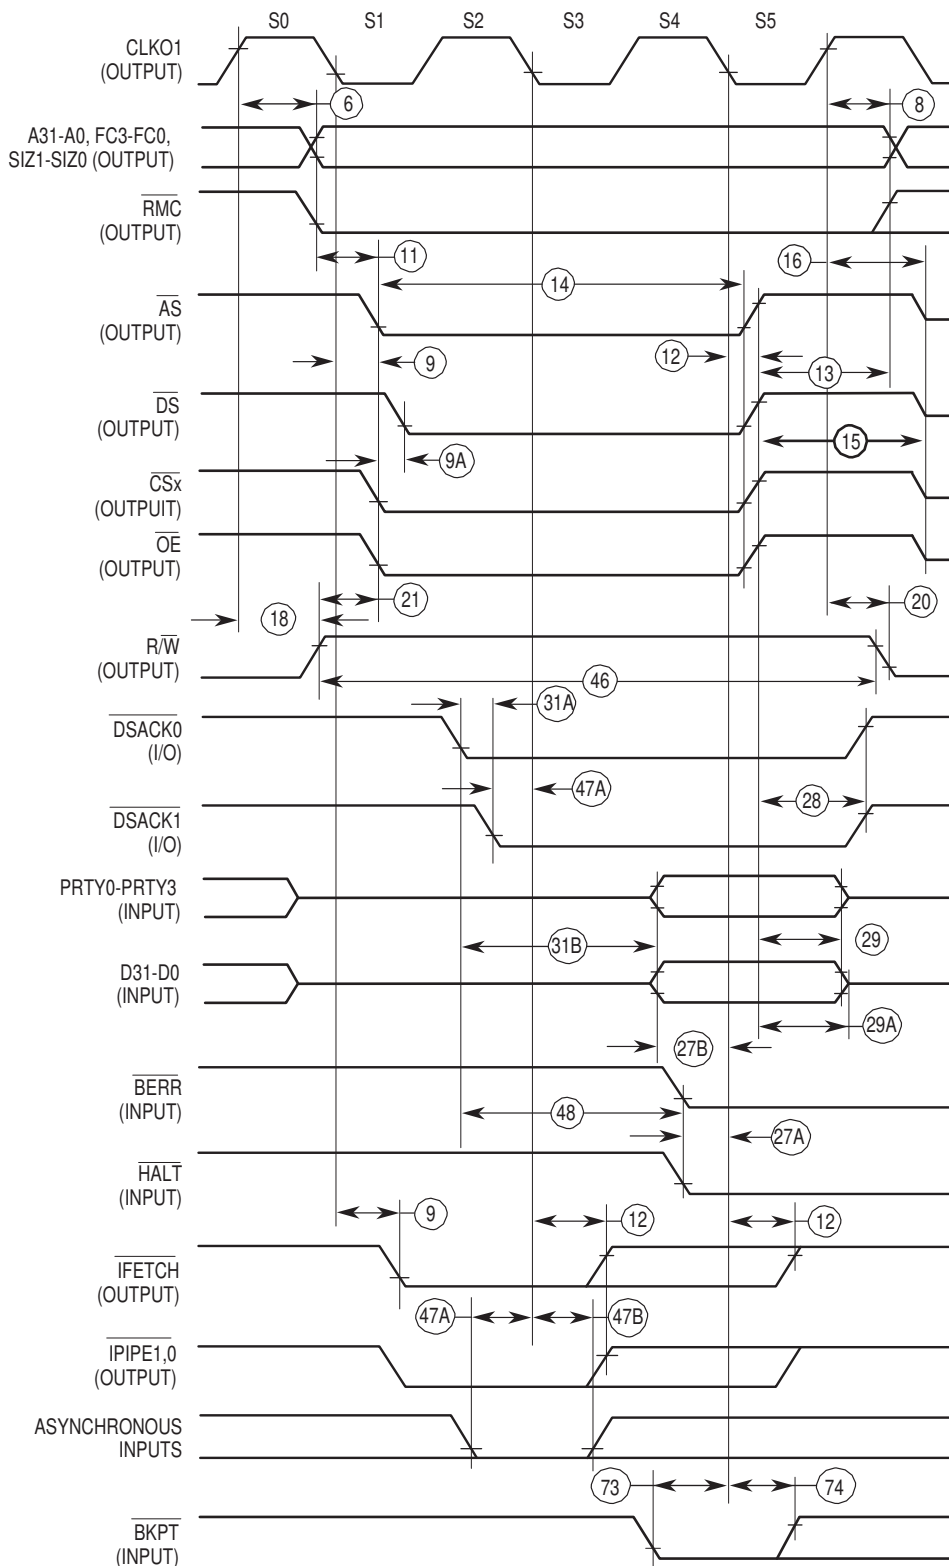 S0 S1 S2 S3 S4 S5
CLKO1
(OUTPUT)
6 8
A31-A0, FC3-FC0,
SIZ1-SIZ0 (OUTPUT)
RMC
(OUTPUT)
11 16
14
AS
(OUTPUT)
9 12 13
DS
(OUTPUT)
9A 15
CSx
(OUTPUIT)
OE
(OUTPUT)
18 21 20
R/W
(OUTPUT)
46
31A
DSACK0
(I/O)
47A 28
DSACK1
(I/O)
PRTY0-PRTY3
(INPUT)
31B 29
D31-D0
(INPUT)
29A
27B
BERR
(INPUT)
48
27A
HALT
(INPUT)
9 12 12
IFETCH
(OUTPUT)
47A 47B
IPIPE1,0
(OUTPUT)
ASYNCHRONOUS
INPUTS
73 74
BKPT
(INPUT)